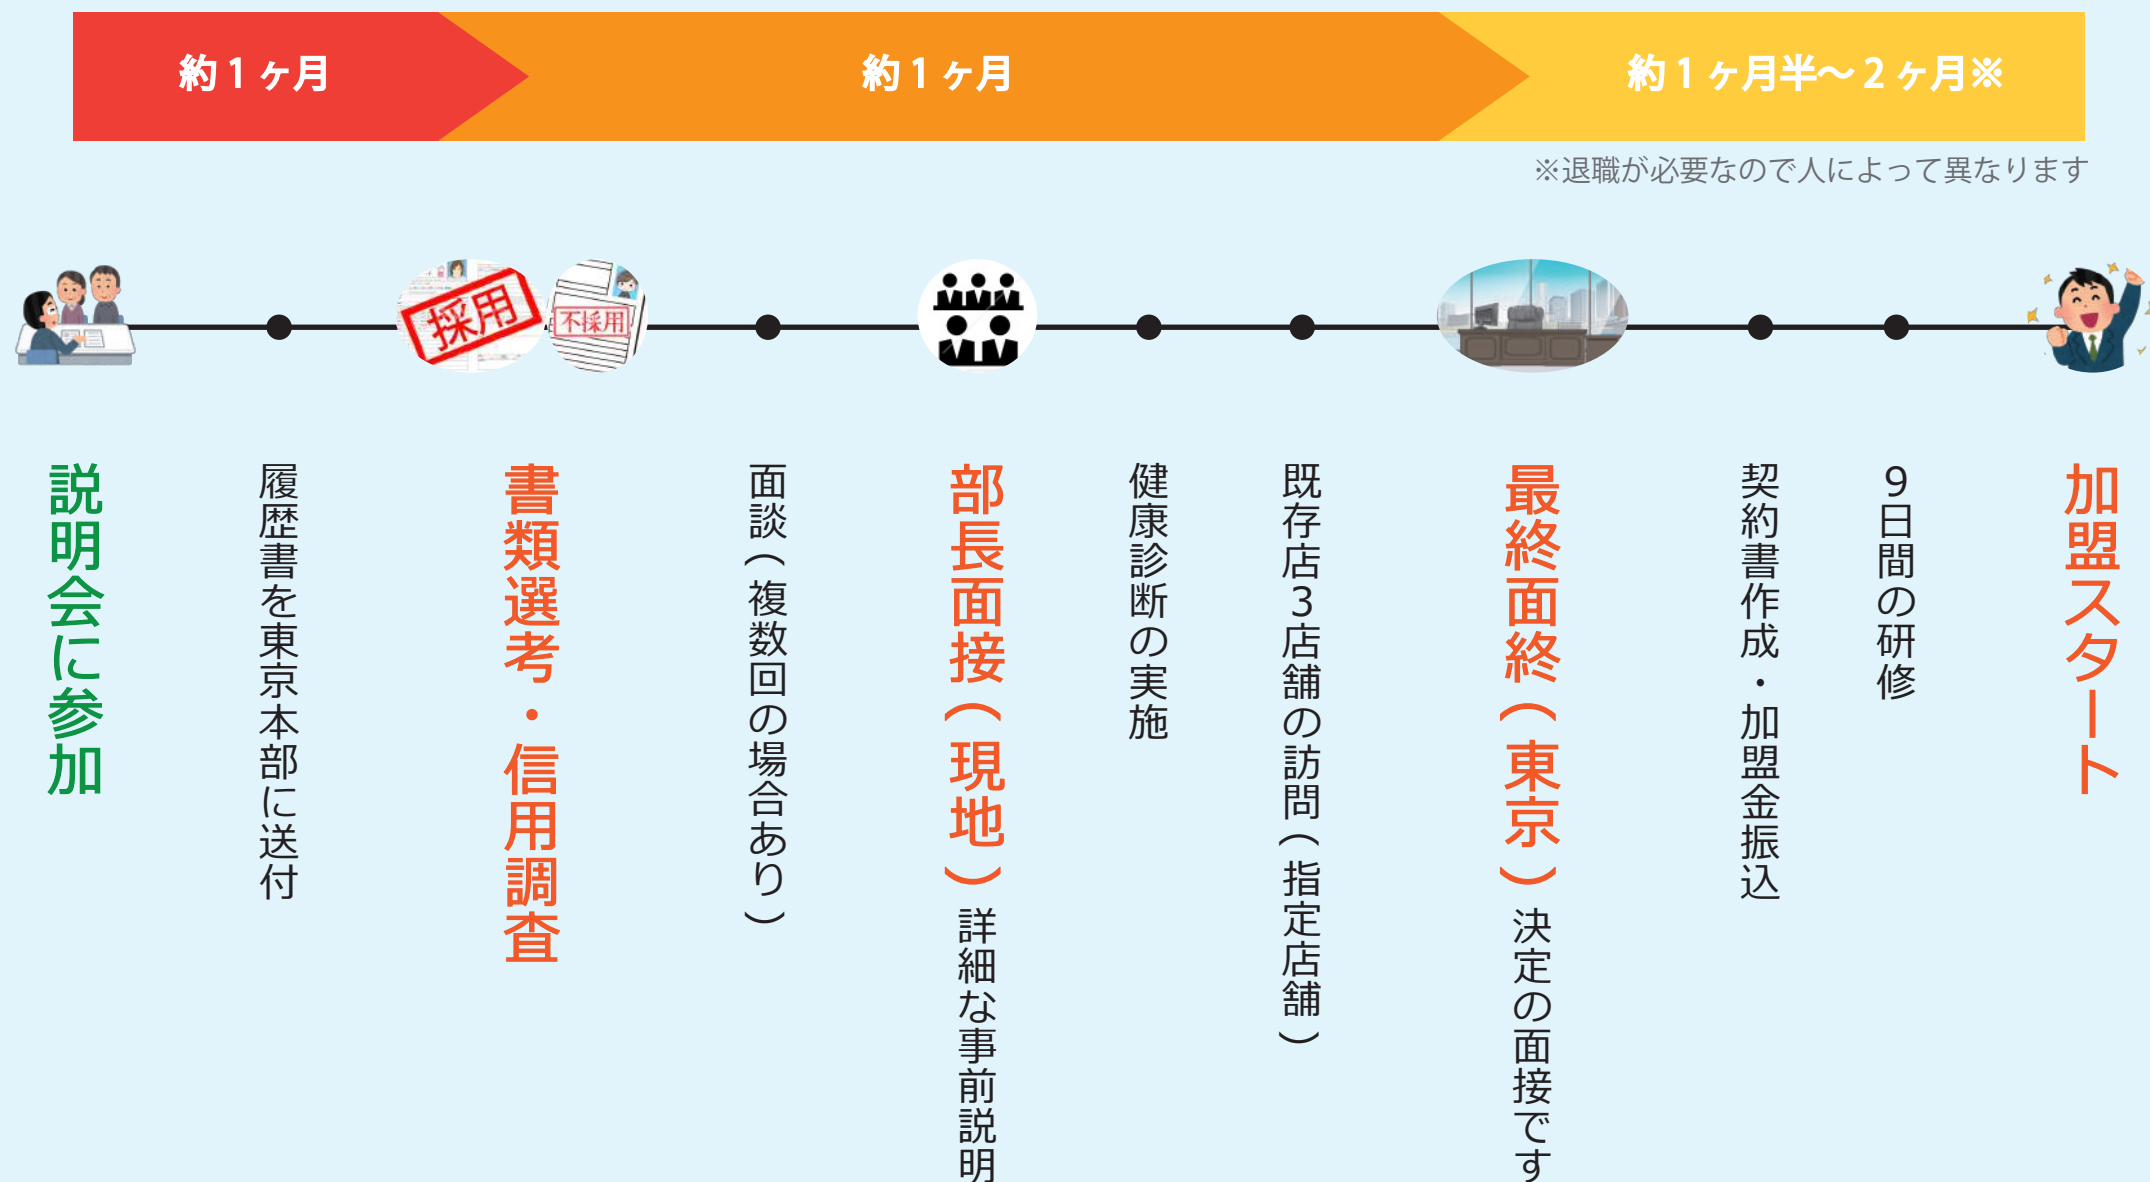 約1ヶ月
約1ヶ月
約1ヶ月半〜2ヶ月※
※退職が必要なので人によって異なります
採用
不採用
説明会に参加
履歴書を東京本部に送付
書類選考・信用調査
面談（複数回の場合あり）
部長面接（現地）詳細な事前説明
健康診断の実施
既存店3店舗の訪問（指定店舗）
最終面終（東京）決定の面接です
契約書作成・加盟金振込
9日間の研修
加盟スタート